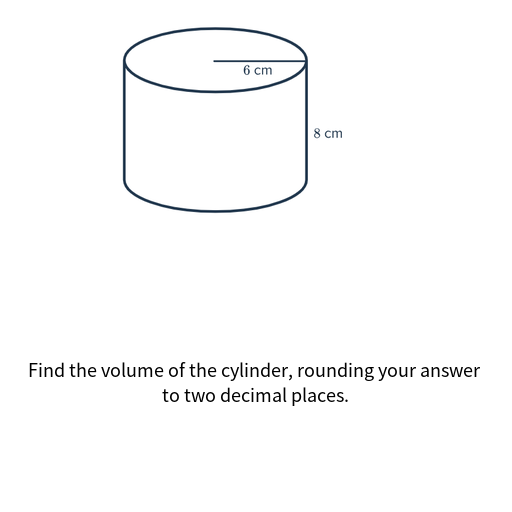 6 cm
8 cm
Find the volume of the cylinder, rounding your answer
to two decimal places.